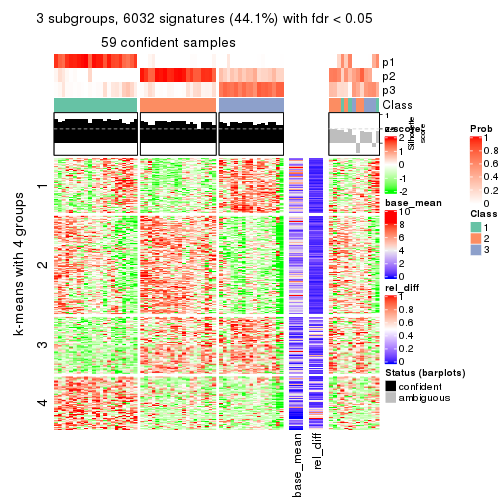 3 subgroups, 6032 signatures (44.1%) with fdr < 0.05
59 confident samples
p1
p2
p3
Class
Silhouette
score
k-means with 4 groups
1
2
3
4
base_mean
rel_diff
z-score
2
1
0
-1
-2
base_mean
10
8
6
4
2
0
rel_diff
1
0.8
0.6
0.4
0.2
0
Status (barplots)
confident
ambiguous
Prob
1
0.8
0.6
0.4
0.2
0
Class
1
2
3